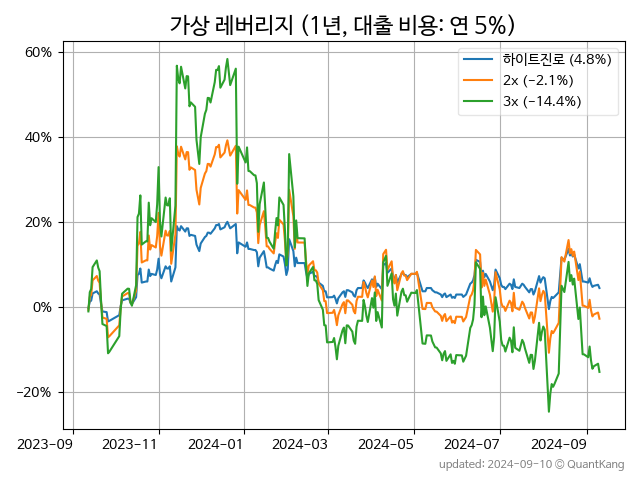 가상 레버리지 (1년, 대출 비용: 연 5%)
하이트진로 (4.8%)
2x (−2.1%)
3x (−14.4%)
60%
40%
20%
0%
−20%
2023−09 2023−11 2024−01 2024−03 2024−05 2024−07 2024−09
updated: 2024−09−10 © QuantKang